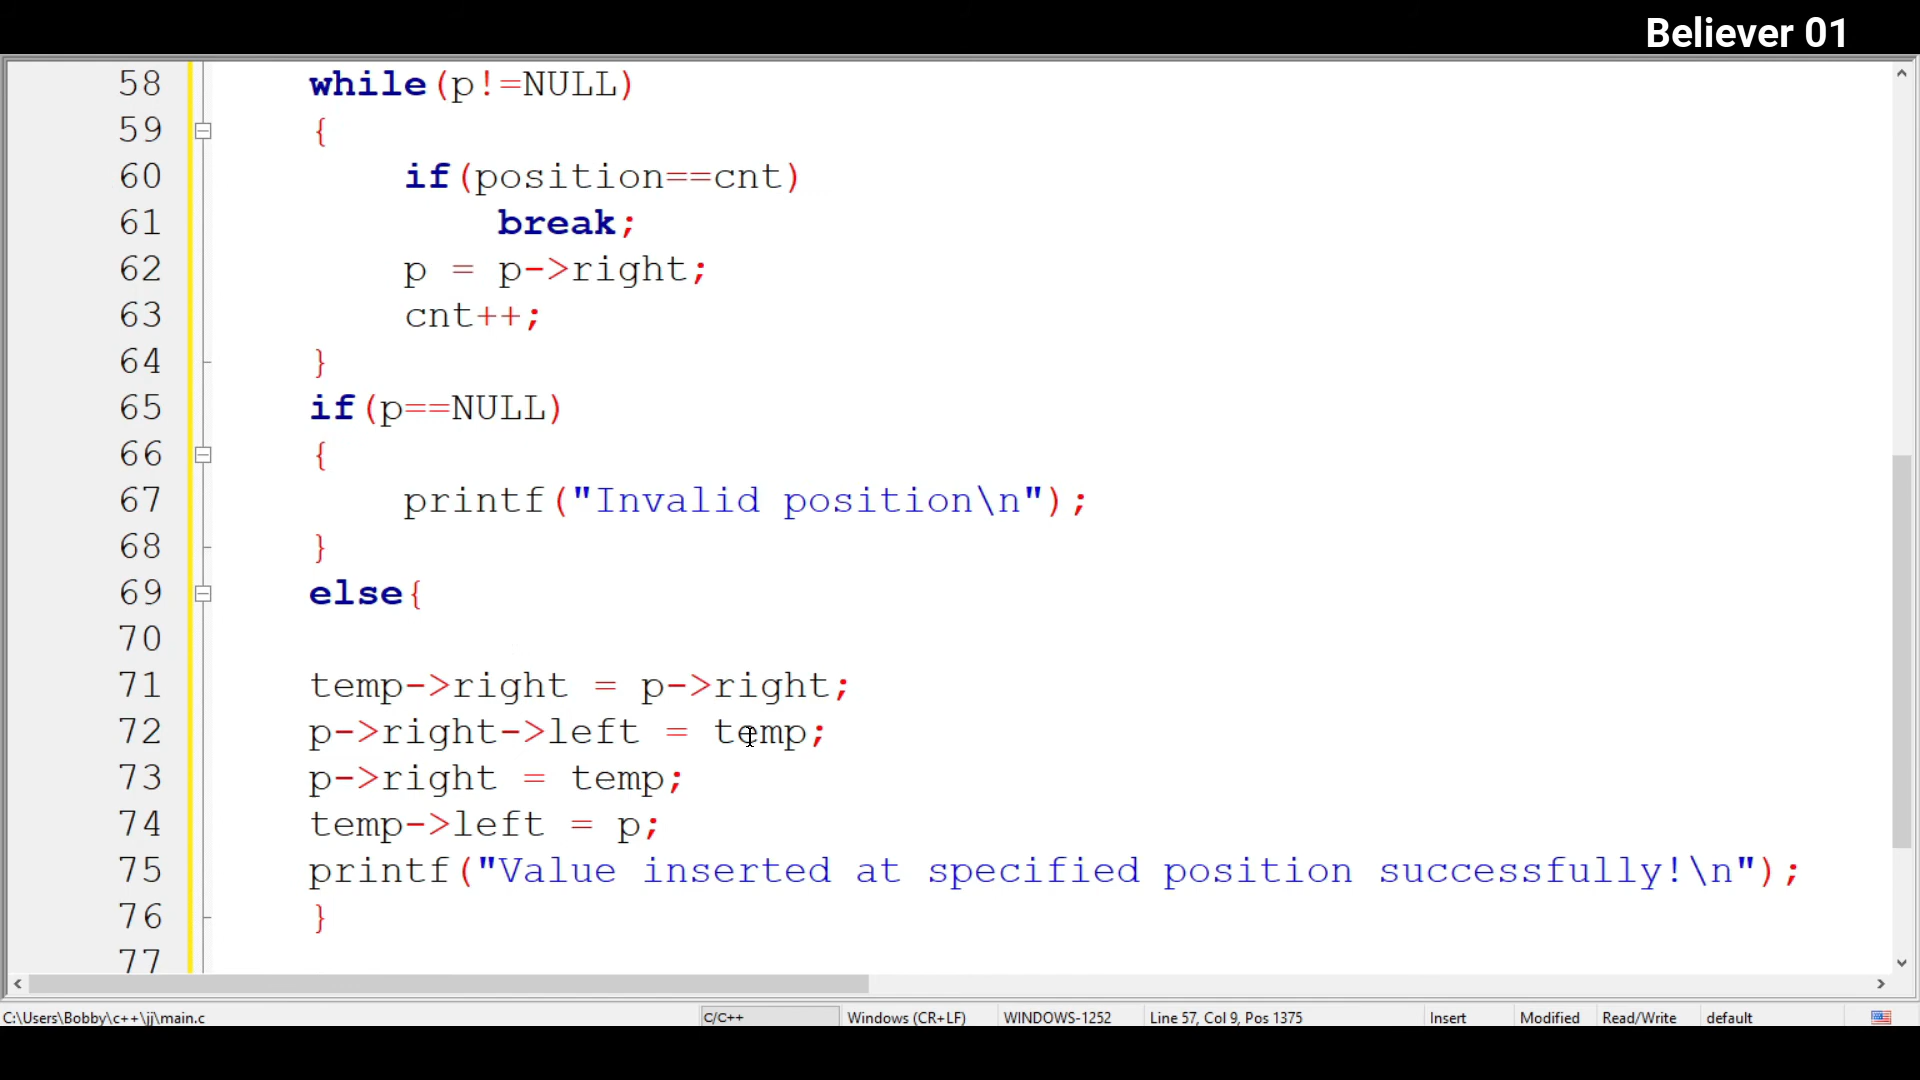 Believer 01
58 while(p!=NULL)
59 {
60 if(position==cnt)
61 break;
62 p = p->right;
63 cnt++;
64 }
65 if(p==NULL)
66 {
67 printf("Invalid position\n");
68 }
69 else{
70
71 temp->right = p->right;
72 p->right->left = temp;
73 p->right = temp;
74 temp->left = p;
75 printf("Value inserted at specified position successfully!\n");
76 }
77
C:\Users\Bobby\c++\jj\main.c C/C++ Windows (CR+LF) WINDOWS-1252 Line 57, Col 9, Pos 1375 Insert Modified Read/Write default